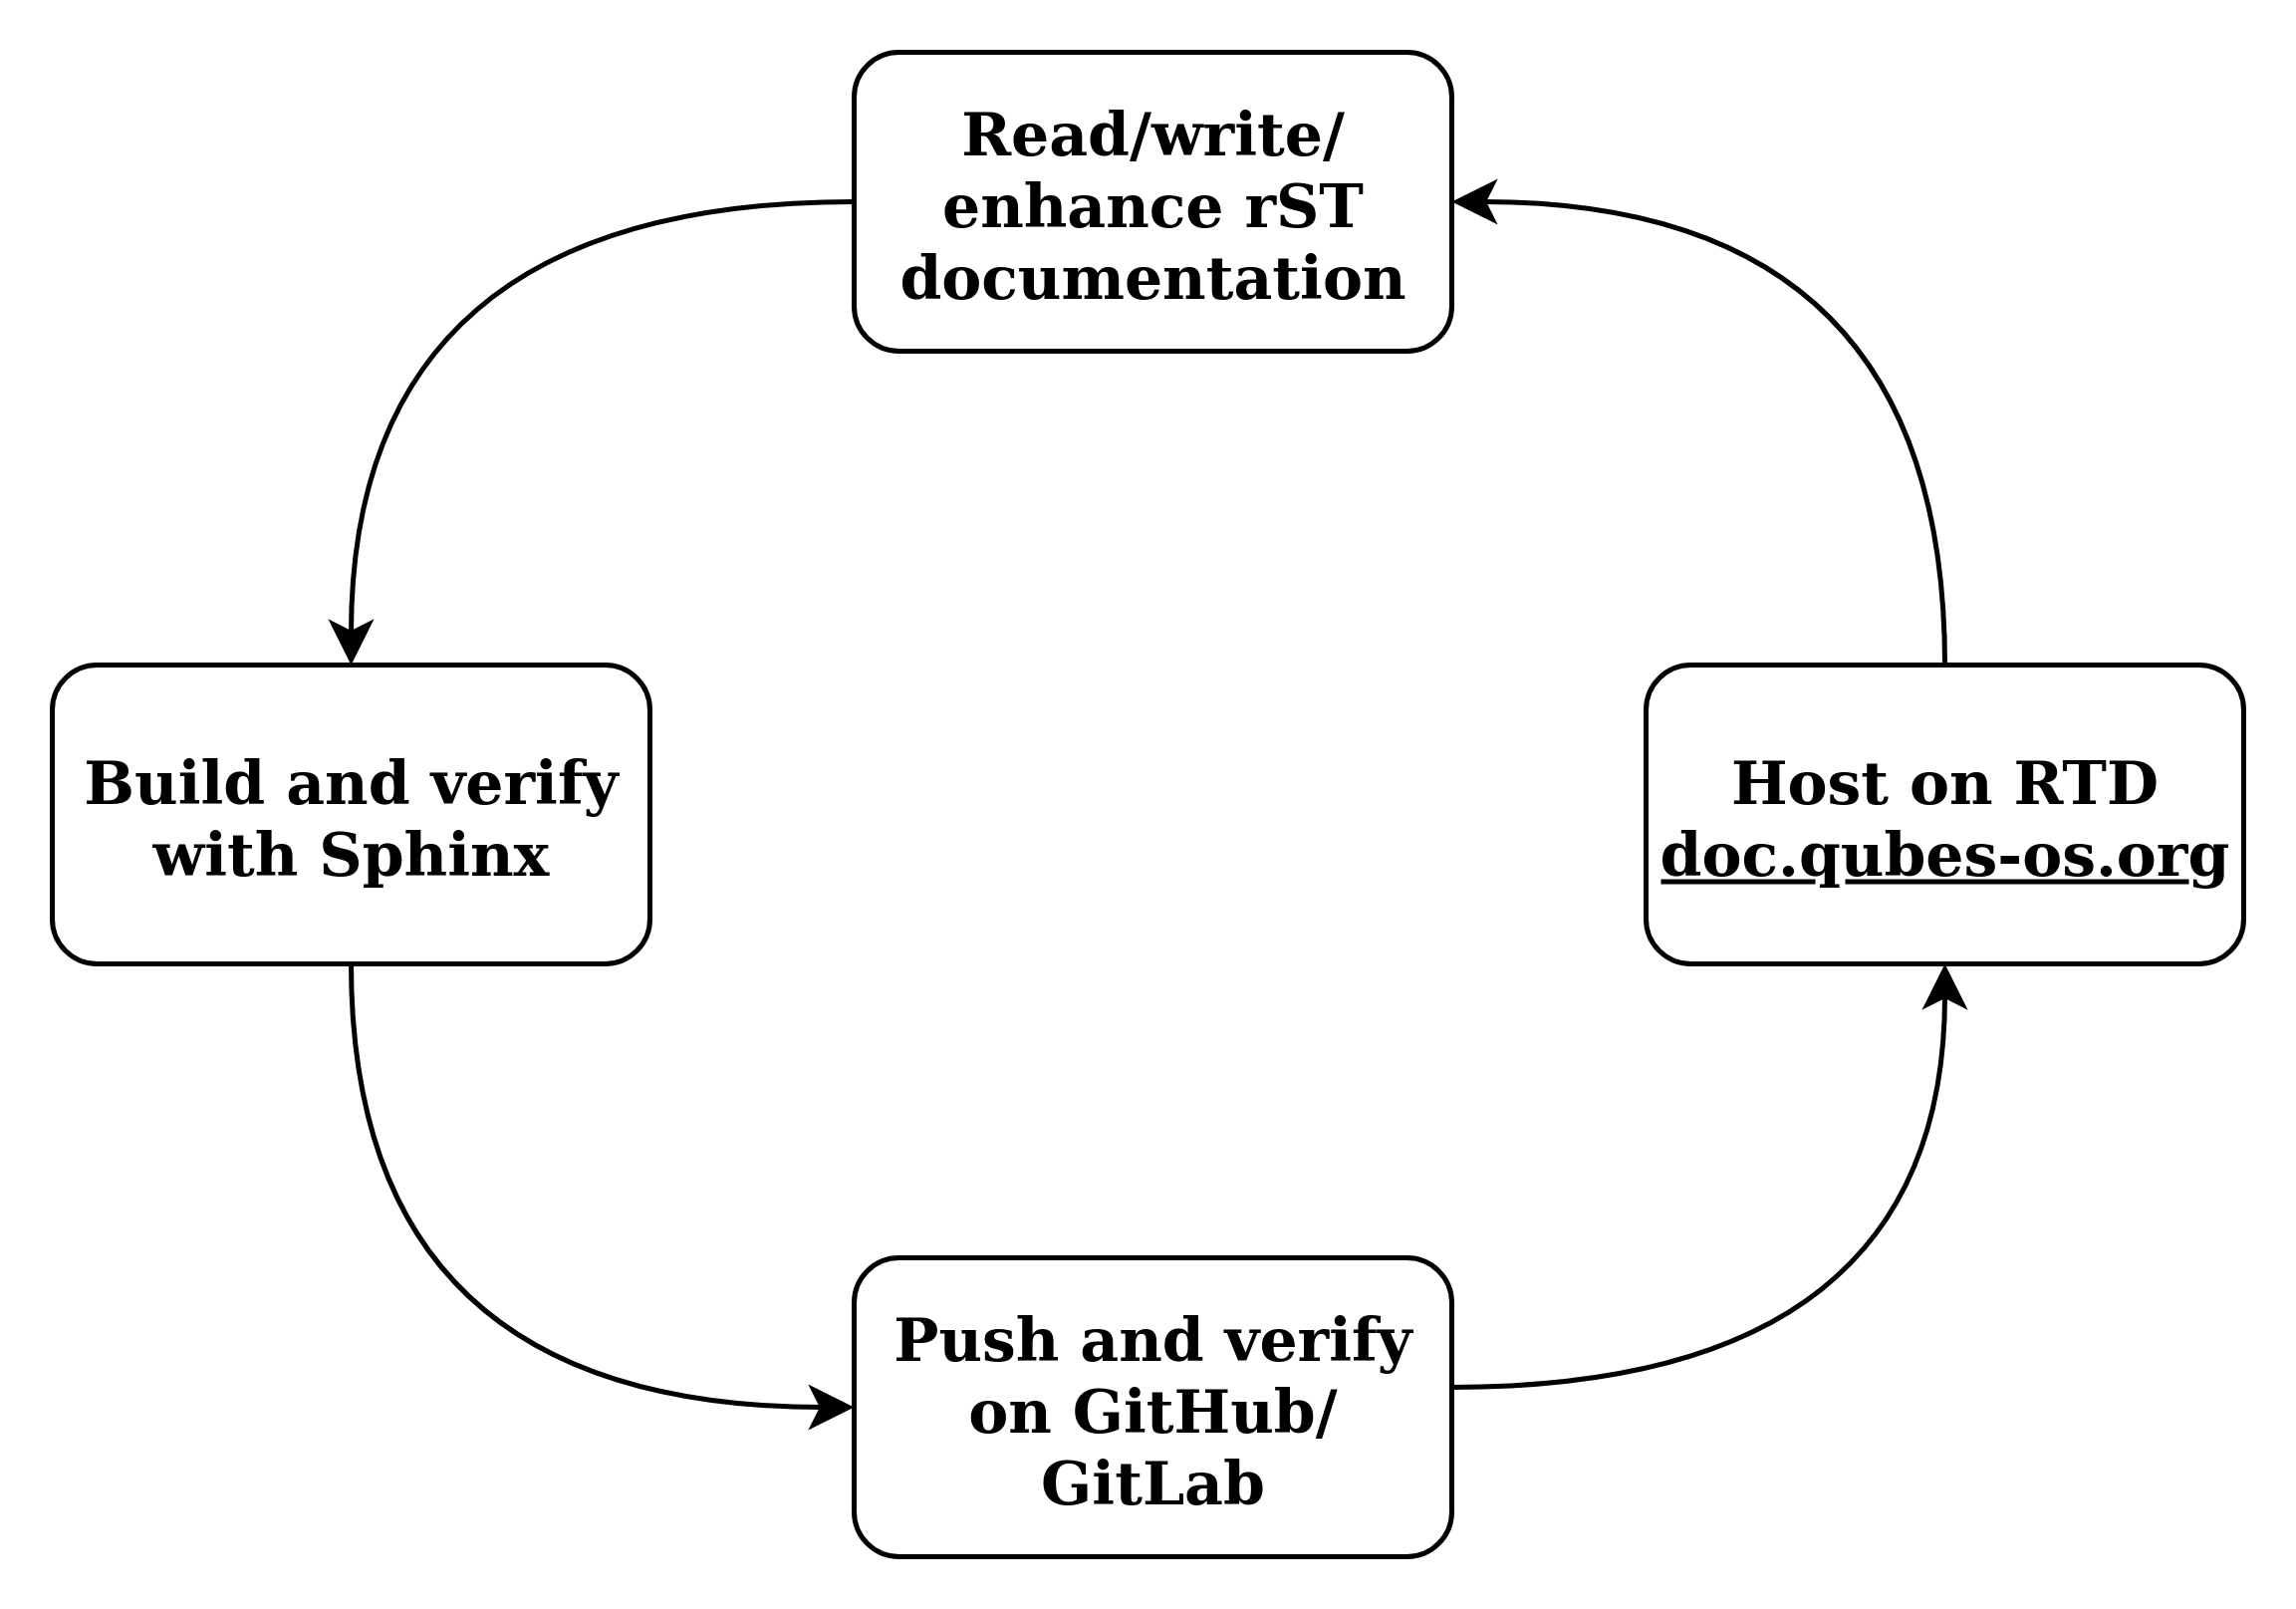 Read/write/
enhance rST
documentation
Build and verify
with Sphinx
Host on RTD
doc.qubes-os.org
Push and verify
on GitHub/
GitLab